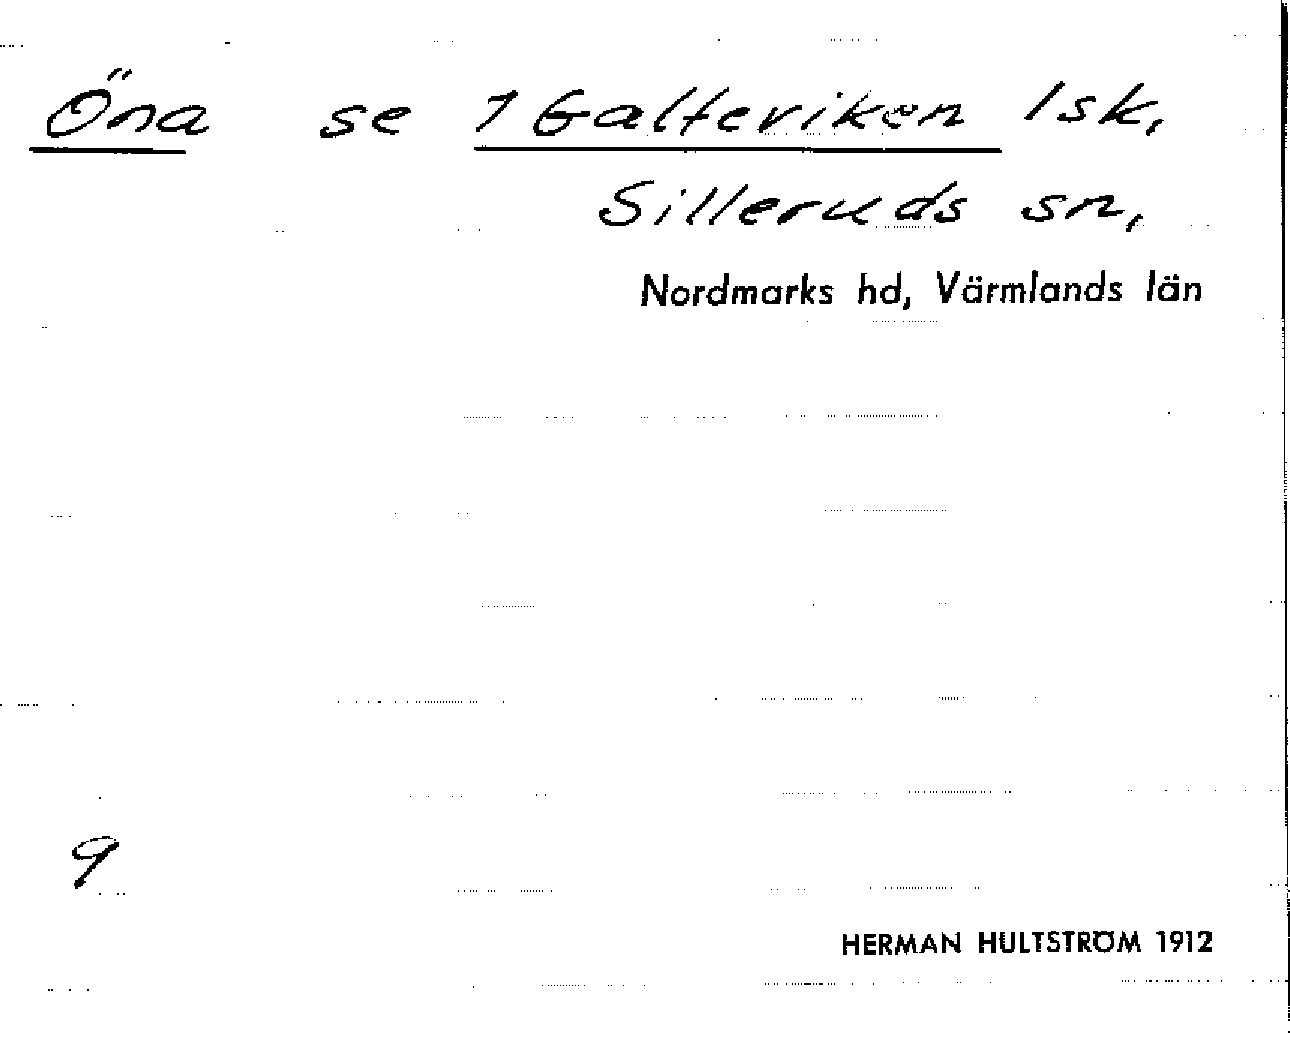 Öna se 1 Galteviken lsk,
Silleruds sn,
Nordmarks hd, Värmlands län
9
HERMAN HULTSTRÖM 1912